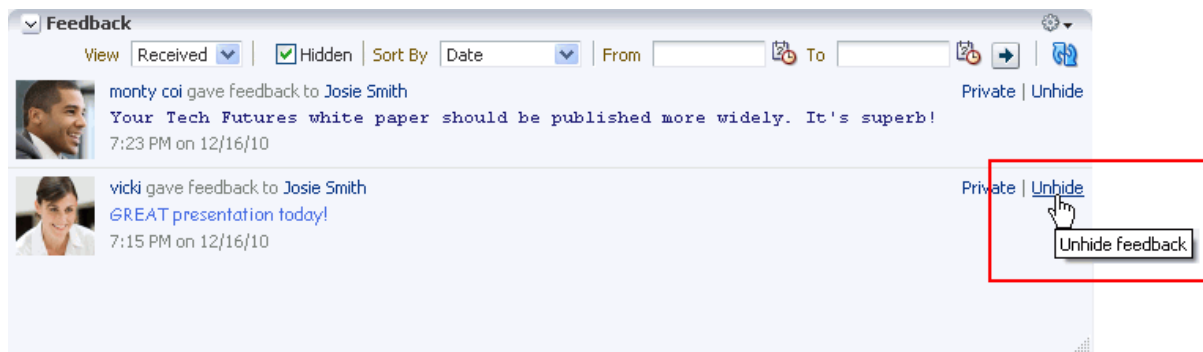 Feedback
View Received Hidden Sort By Date From To
monty coi gave feedback to Josie Smith Private | Unhide
Your Tech Futures white paper should be published more widely. It's superb!
7:23 PM on 12/16/10
vicki gave feedback to Josie Smith Private | Unhide
GREAT presentation today!
7:15 PM on 12/16/10
Unhide feedback